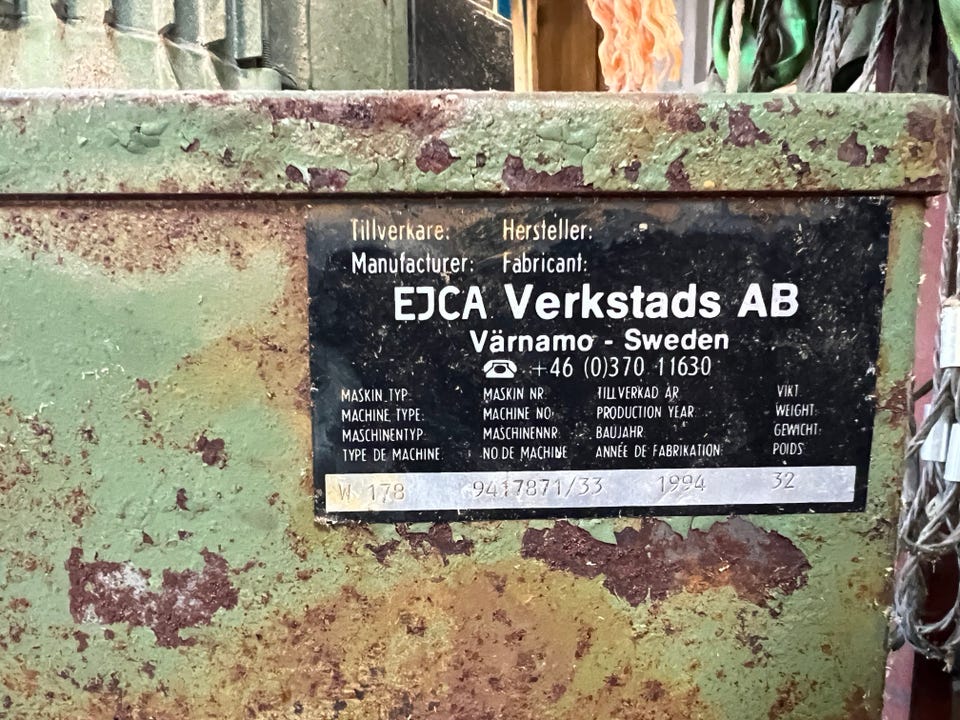 Tillverkare: Hersteller:
Manufacturer: Fabricant:
EJCA Verkstads AB
Värnamo - Sweden
☎ +46 (0)370 11630
MASKIN TYP: MASKIN NR. TILLVERKAD ÅR VIKT
MACHINE TYPE: MACHINE NO: PRODUCTION YEAR WEIGHT:
MASCHINENTYP: MASCHINENNR. BAUJAHR GEWICHT:
TYPE DE MACHINE NO DE MACHINE ANNÉE DE FABRIKATION: POIDS
W 178 9417871/33 1994 32